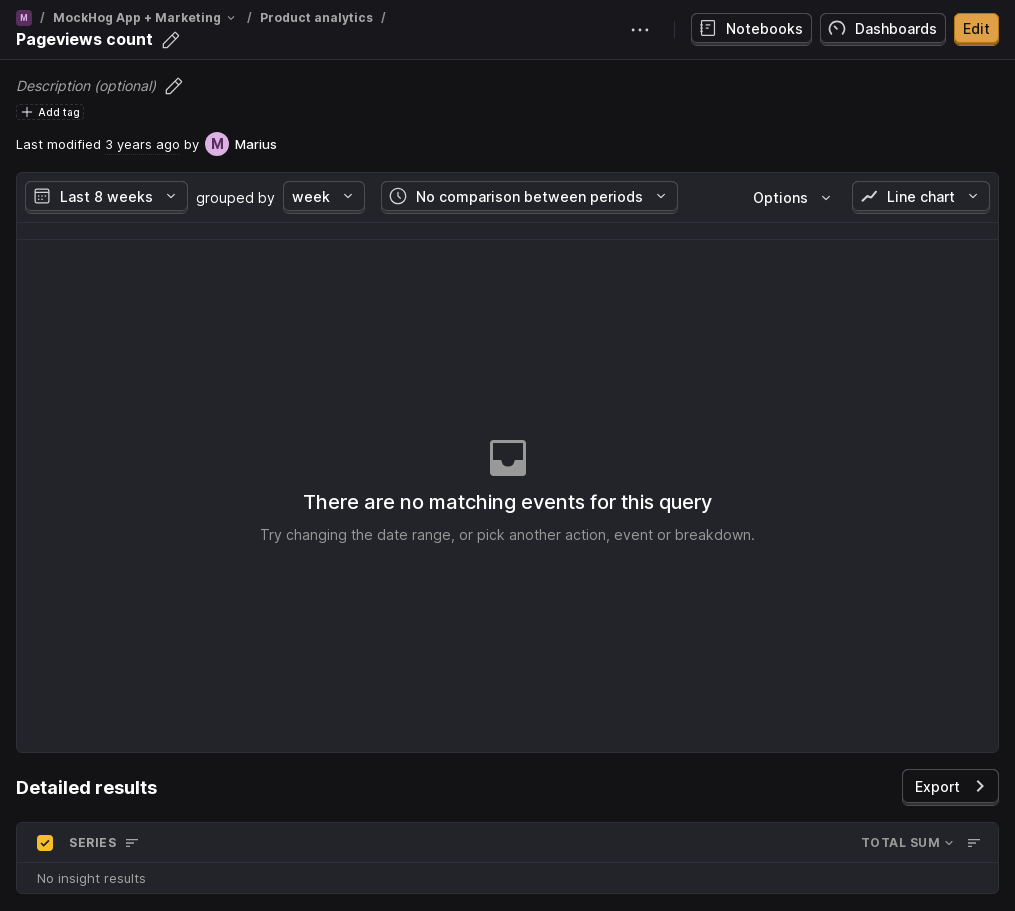 M / MockHog App + Marketing / Product analytics /
Pageviews count
Notebooks
Dashboards
Edit
Description (optional)
Add tag
Last modified 3 years ago by M Marius
Last 8 weeks grouped by week No comparison between periods Options Line chart
There are no matching events for this query
Try changing the date range, or pick another action, event or breakdown.
Detailed results
Export
SERIES TOTAL SUM
No insight results